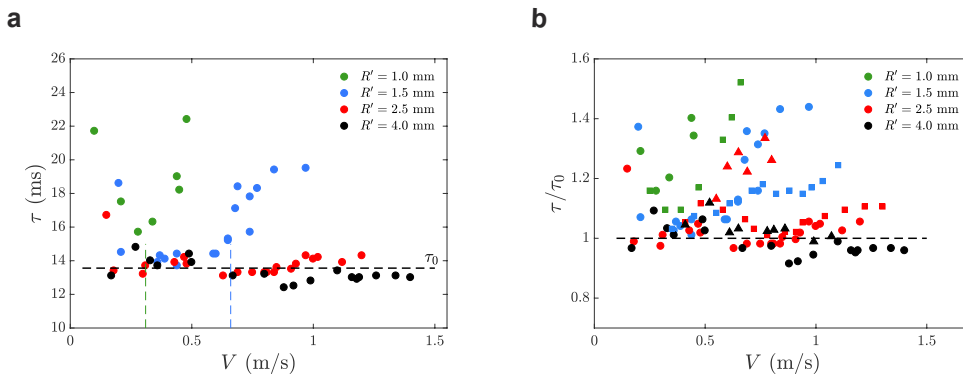 a
26
24
22
20
18
16
14
12
10
τ (ms)
0
0.5
1
1.5
V (m/s)
R′ = 1.0 mm
R′ = 1.5 mm
R′ = 2.5 mm
R′ = 4.0 mm
τ0
b
1.6
1.4
1.2
1
0.8
τ/τ0
0
0.5
1
1.5
V (m/s)
R′ = 1.0 mm
R′ = 1.5 mm
R′ = 2.5 mm
R′ = 4.0 mm